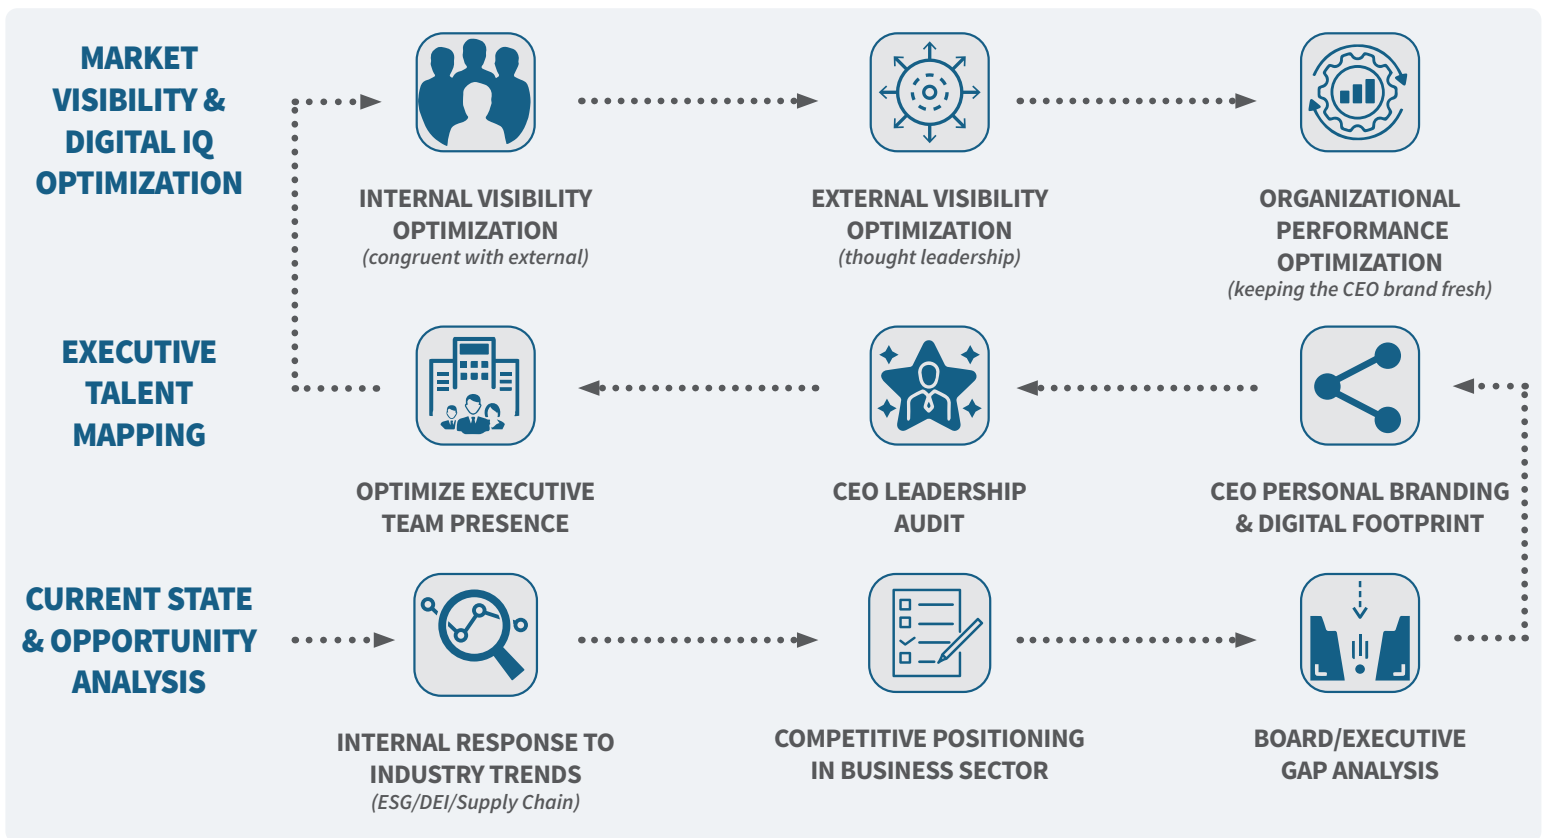 MARKET
VISIBILITY &
DIGITAL IQ
OPTIMIZATION
INTERNAL VISIBILITY
OPTIMIZATION
(congruent with external)
EXTERNAL VISIBILITY
OPTIMIZATION
(thought leadership)
ORGANIZATIONAL
PERFORMANCE
OPTIMIZATION
(keeping the CEO brand fresh)
EXECUTIVE
TALENT
MAPPING
OPTIMIZE EXECUTIVE
TEAM PRESENCE
CEO LEADERSHIP
AUDIT
CEO PERSONAL BRANDING
& DIGITAL FOOTPRINT
CURRENT STATE
& OPPORTUNITY
ANALYSIS
INTERNAL RESPONSE TO
INDUSTRY TRENDS
(ESG/DEI/Supply Chain)
COMPETITIVE POSITIONING
IN BUSINESS SECTOR
BOARD/EXECUTIVE
GAP ANALYSIS